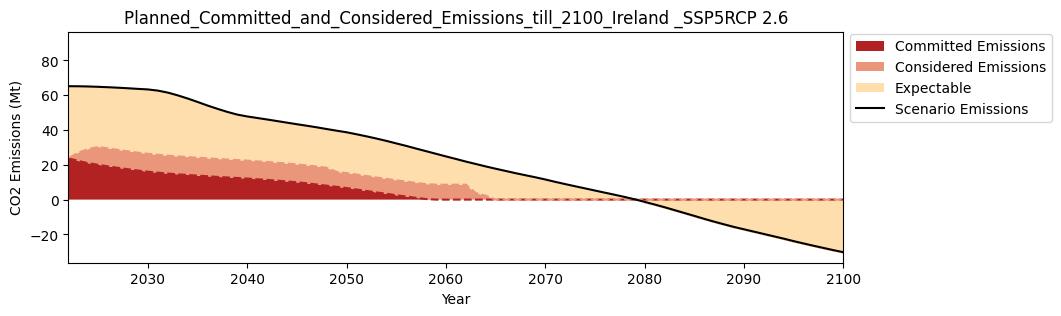 Planned_Committed_and_Considered_Emissions_till_2100_Ireland _SSP5RCP 2.6
CO2 Emissions (Mt)
80
60
40
20
0
−20
2030
2040
2050
2060
2070
2080
2090
2100
Year
Committed Emissions
Considered Emissions
Expectable
Scenario Emissions